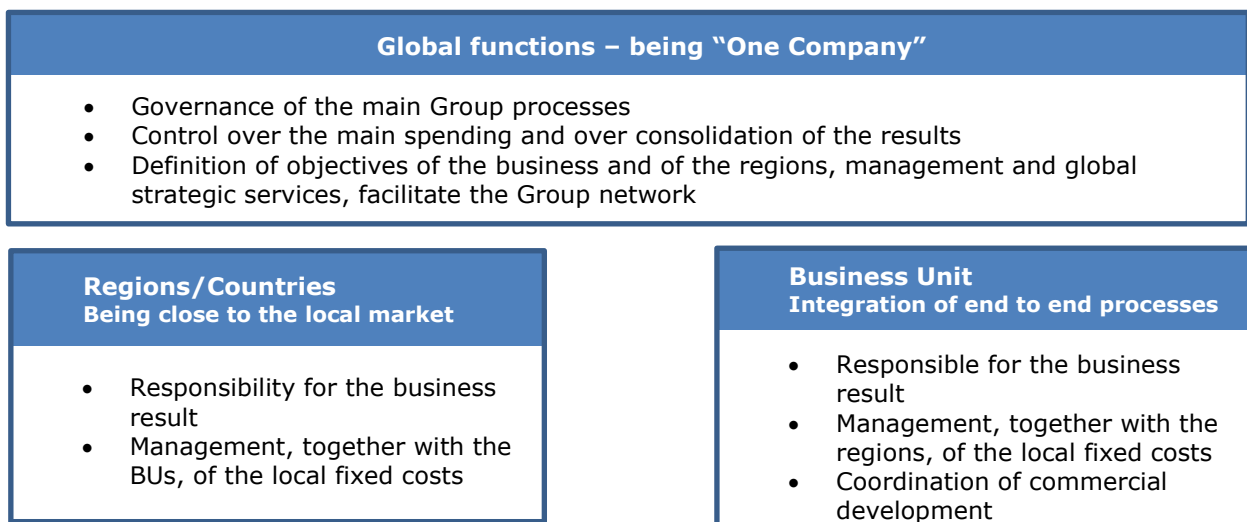 Global functions – being “One Company”
• Governance of the main Group processes
• Control over the main spending and over consolidation of the results
• Definition of objectives of the business and of the regions, management and global
strategic services, facilitate the Group network
Regions/Countries
Being close to the local market
• Responsibility for the business
result
• Management, together with the
BUs, of the local fixed costs
Business Unit
Integration of end to end processes
• Responsible for the business
result
• Management, together with the
regions, of the local fixed costs
• Coordination of commercial
development